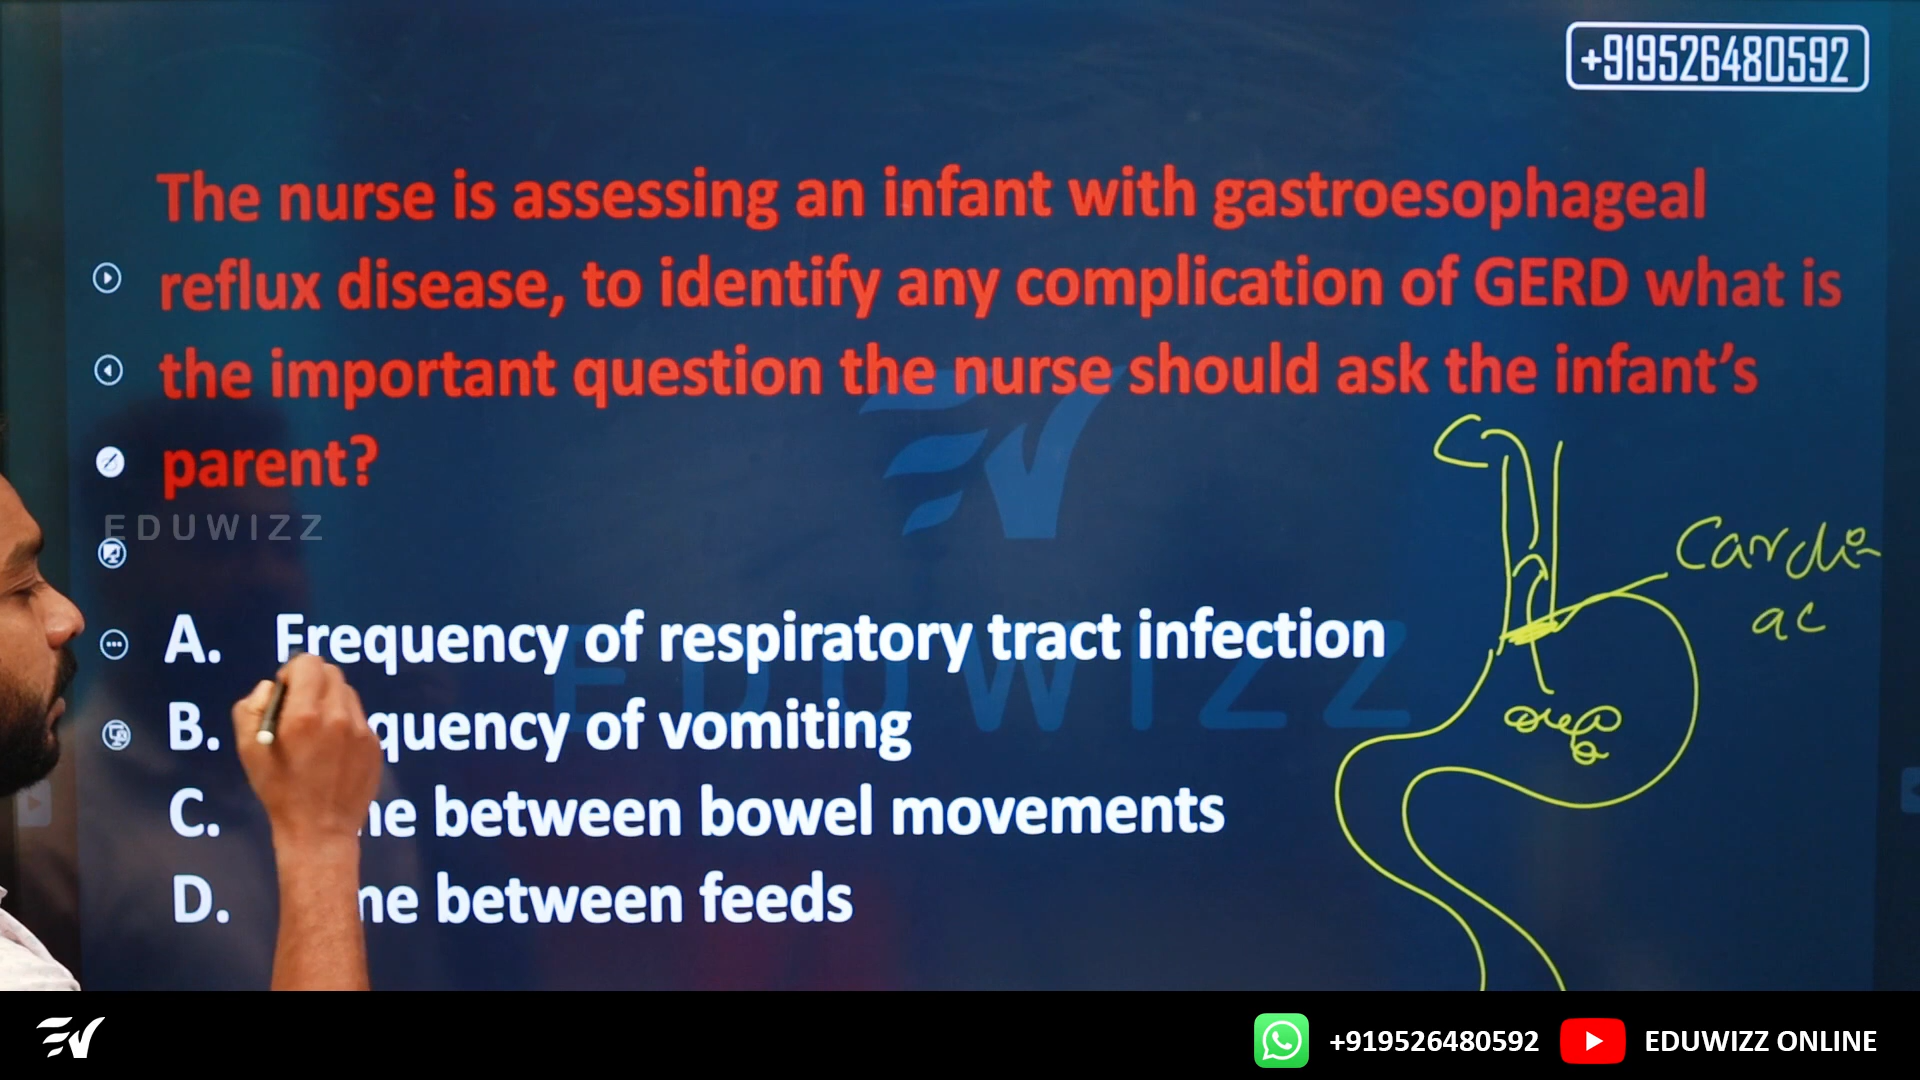 +919526480592
The nurse is assessing an infant with gastroesophageal
reflux disease, to identify any complication of GERD what is
the important question the nurse should ask the infant's
parent?
EDUWIZZ
Cardi-
ac
A. Frequency of respiratory tract infection
B. quency of vomiting
C. ne between bowel movements
D. ne between feeds
EDUWIZZ
+919526480592 EDUWIZZ ONLINE